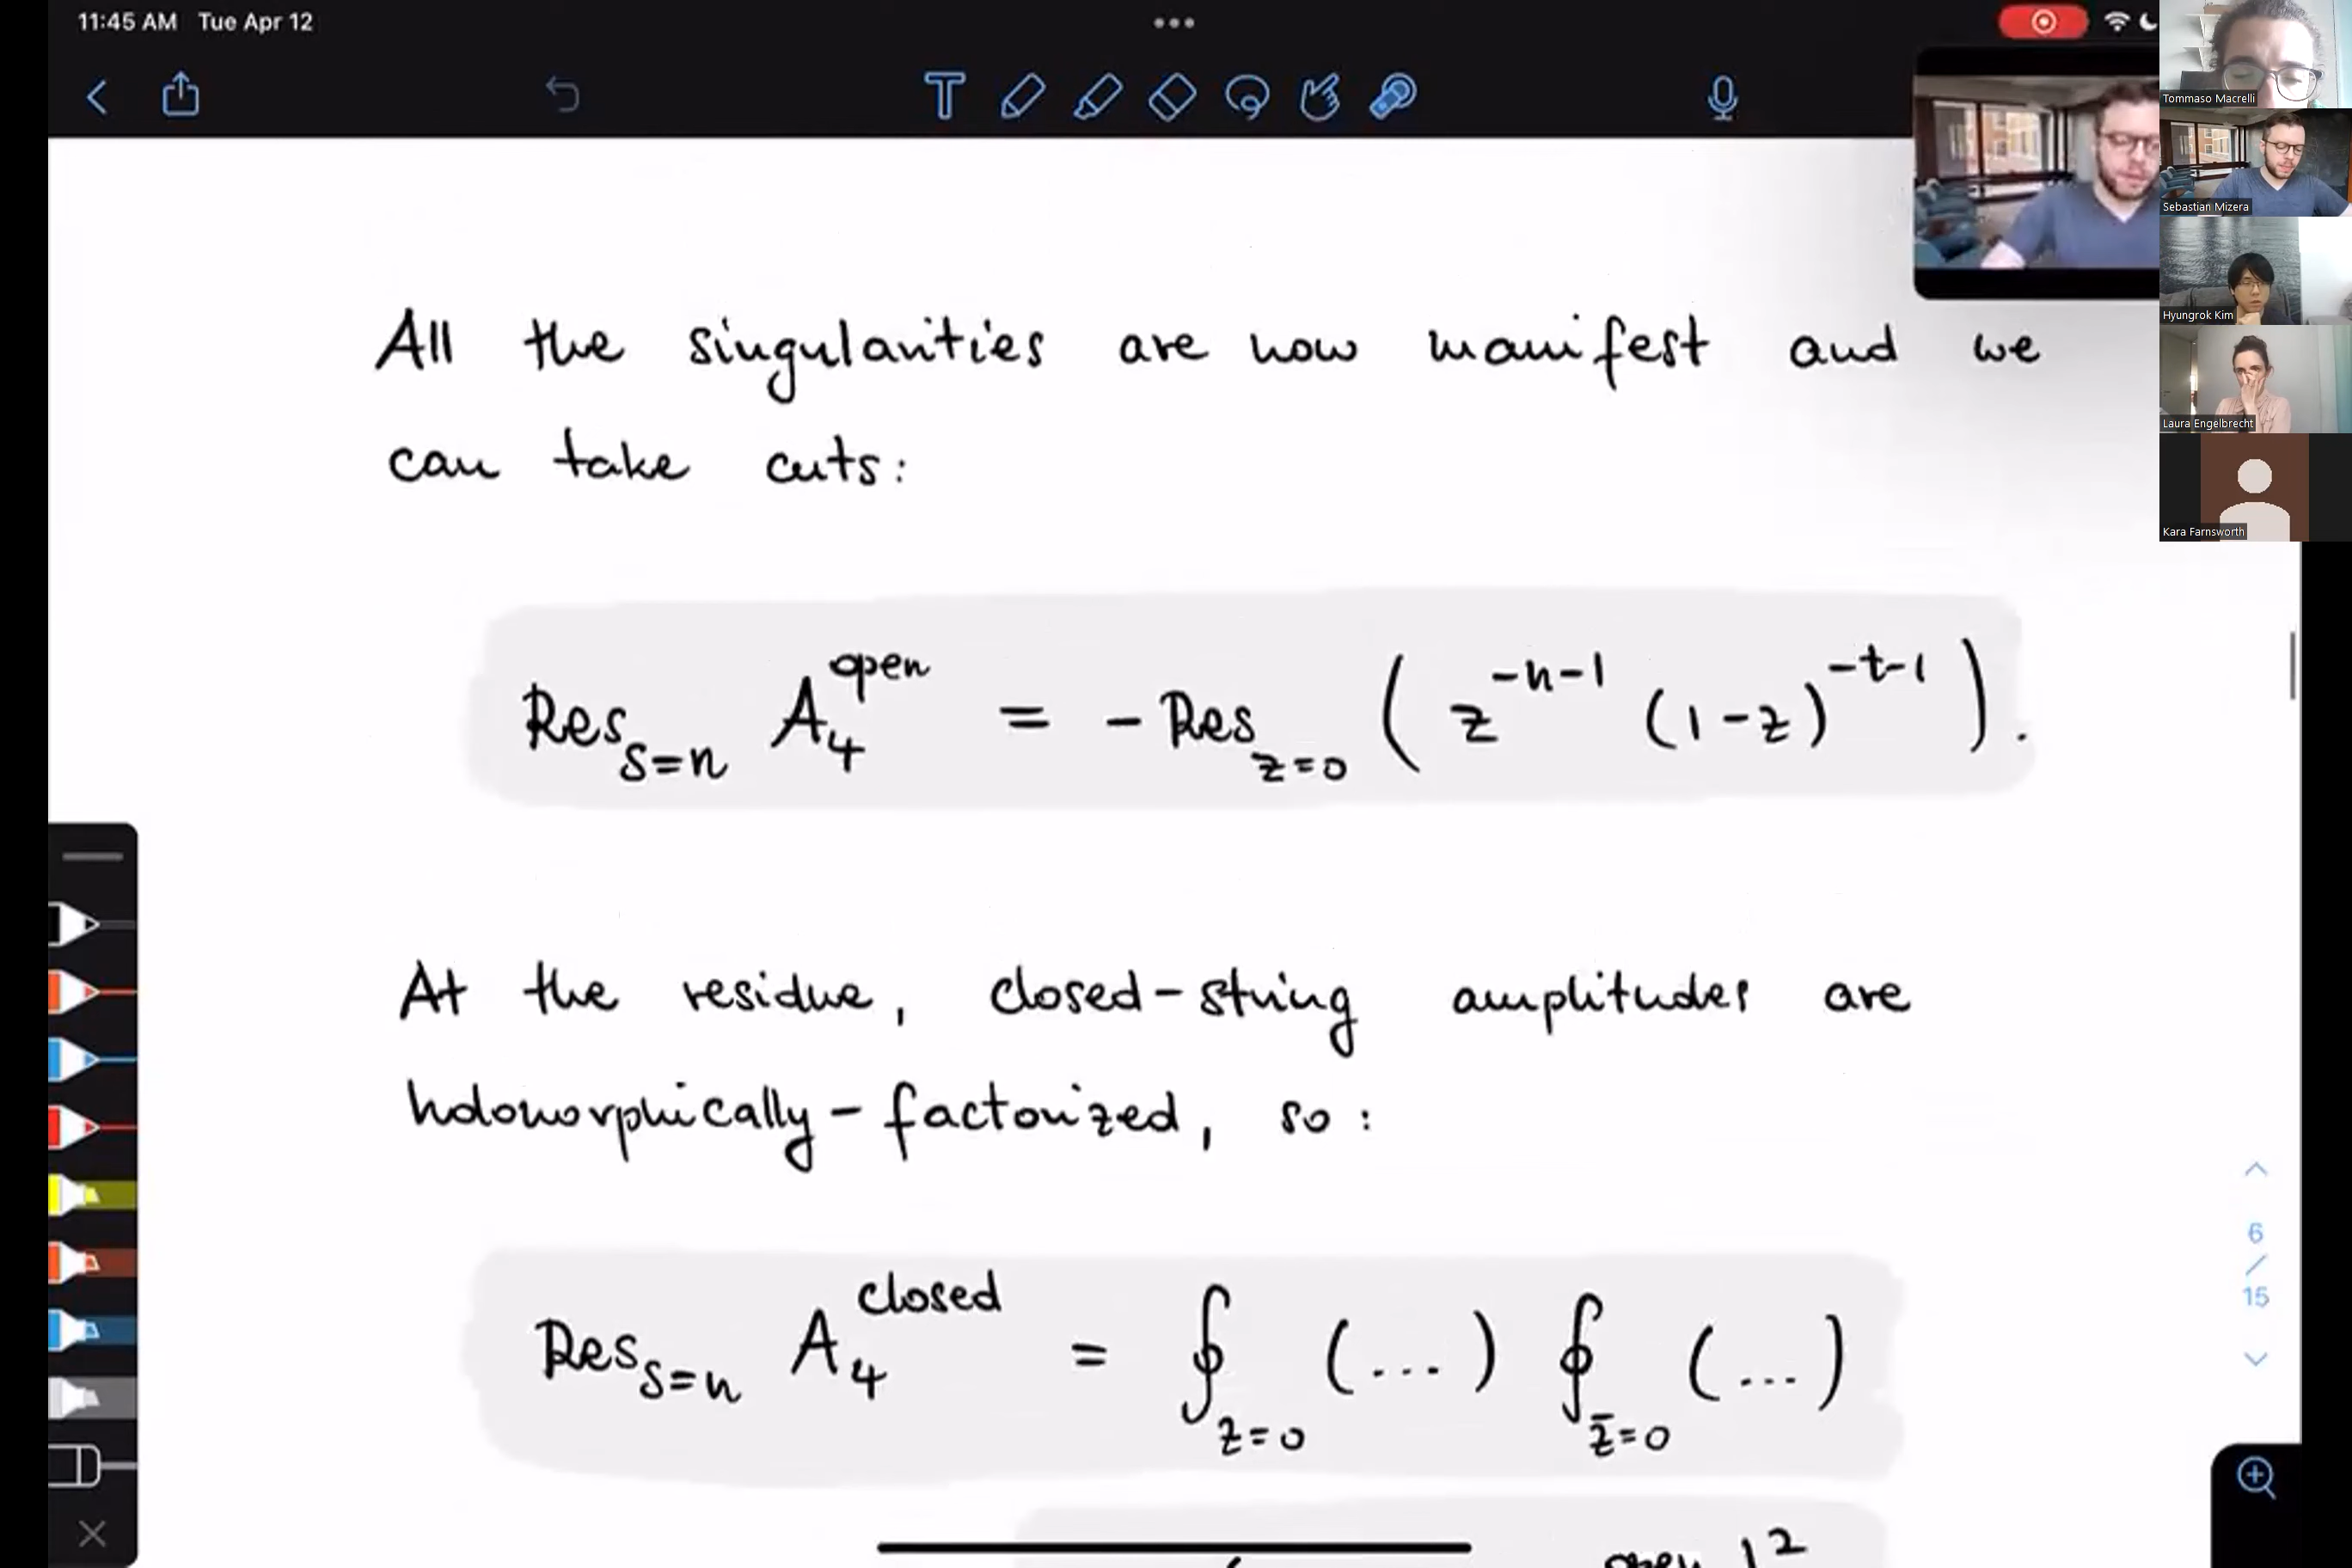 11:45 AM Tue Apr 12
Tommaso Macrelli
Sebastian Mizera
Hyungrok Kim
Laura Engelbrecht
Kara Farnsworth
All the singularities are now manifest and we
can take cuts:
Res_{s=n} A_4^{open} = - Res_{z=0} ( z^{-n-1} (1-z)^{-t-1} ).
At the residue, closed-string amplitudes are
holomorphically-factorized, so:
Res_{s=n} A_4^{closed} = ∮_{z=0} (...) ∮_{z̄=0} (...)
6
/
15